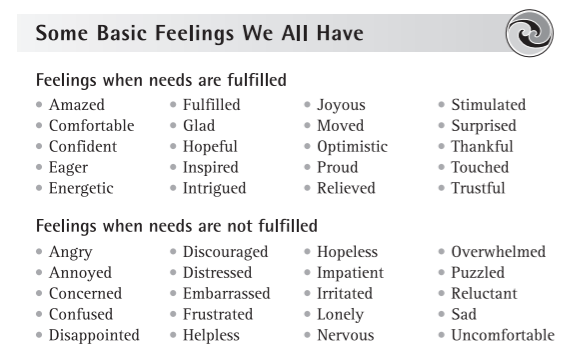 Some Basic Feelings We All Have
Feelings when needs are fulfilled
• Amazed • Fulfilled • Joyous • Stimulated
• Comfortable • Glad • Moved • Surprised
• Confident • Hopeful • Optimistic • Thankful
• Eager • Inspired • Proud • Touched
• Energetic • Intrigued • Relieved • Trustful
Feelings when needs are not fulfilled
• Angry • Discouraged • Hopeless • Overwhelmed
• Annoyed • Distressed • Impatient • Puzzled
• Concerned • Embarrassed • Irritated • Reluctant
• Confused • Frustrated • Lonely • Sad
• Disappointed • Helpless • Nervous • Uncomfortable